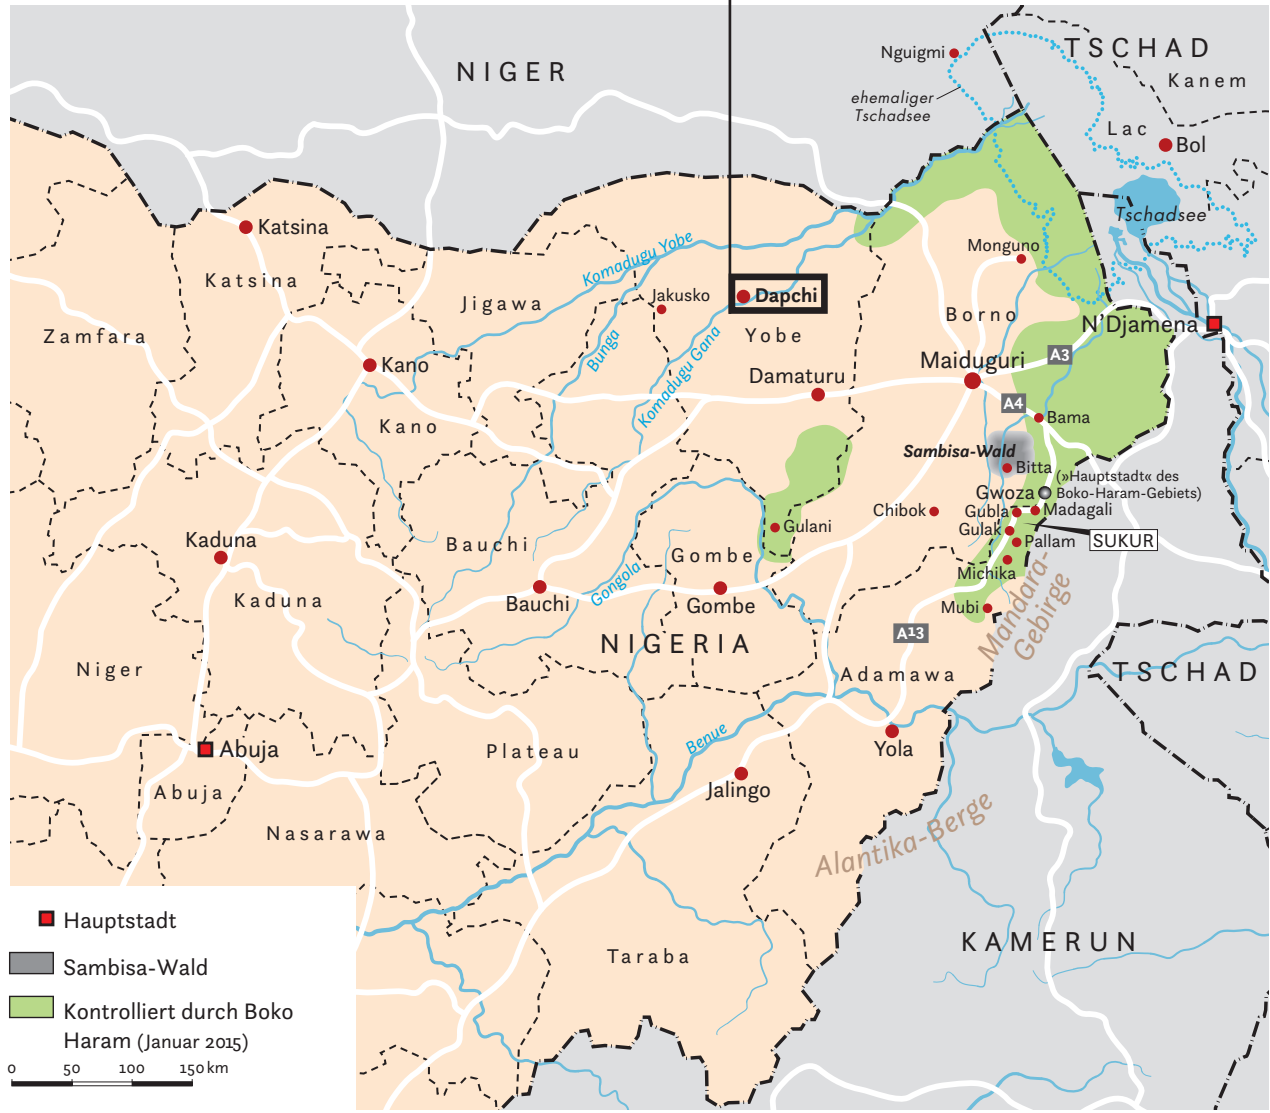 NIGER
TSCHAD
Kanem
Nguigmi
ehemaliger
Tschadsee
Lac
Bol
Tschadsee
Katsina
Katsina
Komadugu Yobe
Monguno
Jigawa
Jakusko
Dapchi
Borno
N'Djamena
Zamfara
Bunga
Komadugu Gana
Yobe
Kano
Maiduguri
A3
Damaturu
A4
Kano
Bama
Sambisa-Wald
Bitta
(»Hauptstadt« des
Gwoza
Boko-Haram-Gebiets)
Chibok
Gubla
Madagali
Gulani
Gulak
Pallam
SUKUR
Kaduna
Bauchi
Gombe
Michika
Kaduna
Gongola
Bauchi
Gombe
Mubi
Mandara-
Gebirge
A13
NIGERIA
Niger
Adamawa
TSCHAD
Abuja
Plateau
Benue
Yola
Abuja
Jalingo
Nasarawa
Alantika-Berge
Taraba
KAMERUN
Hauptstadt
Sambisa-Wald
Kontrolliert durch Boko
Haram (Januar 2015)
0 50 100 150 km